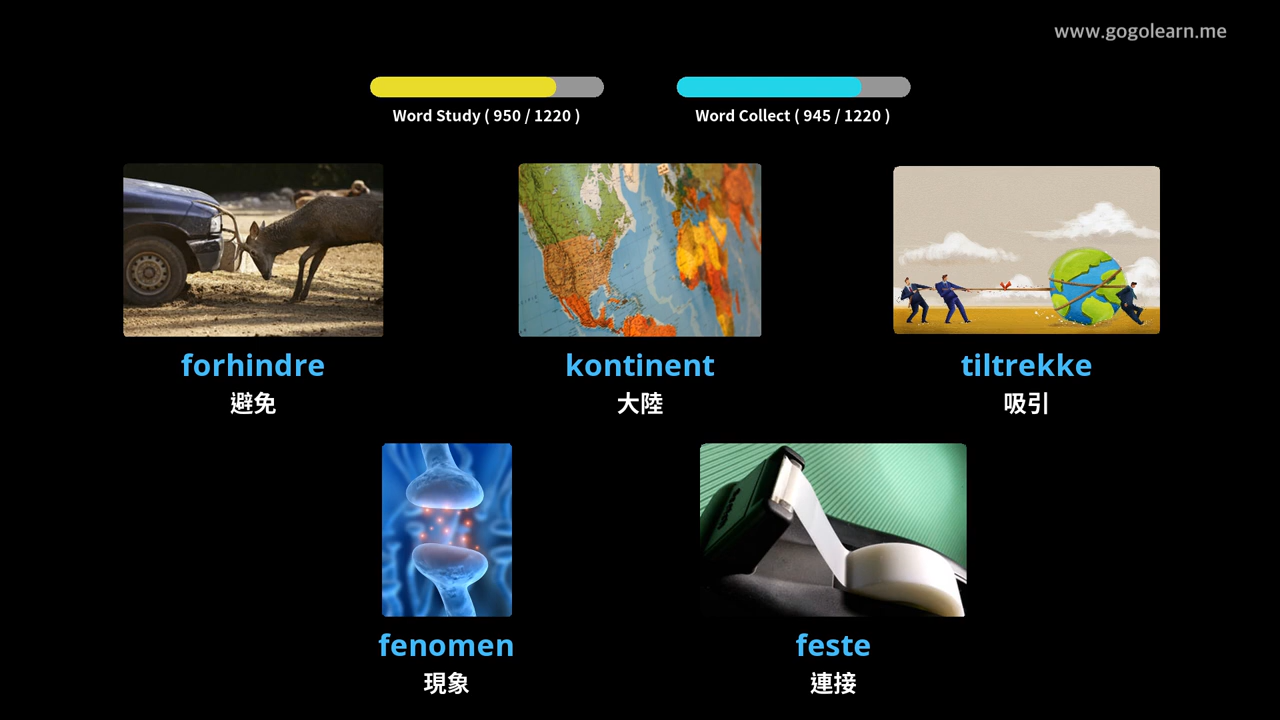 www.gogolearn.me
Word Study ( 950 / 1220 )
Word Collect ( 945 / 1220 )
forhindre
避免
kontinent
大陸
tiltrekke
吸引
fenomen
現象
feste
連接